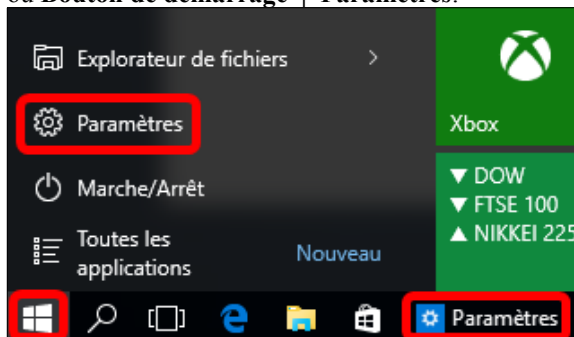 ou Bouton de démarrage | Paramètres.
Explorateur de fichiers
Paramètres
Xbox
Marche/Arrêt
▼ DOW
▼ FTSE 100
▲ NIKKEI 225
Toutes les
applications
Nouveau
Paramètres